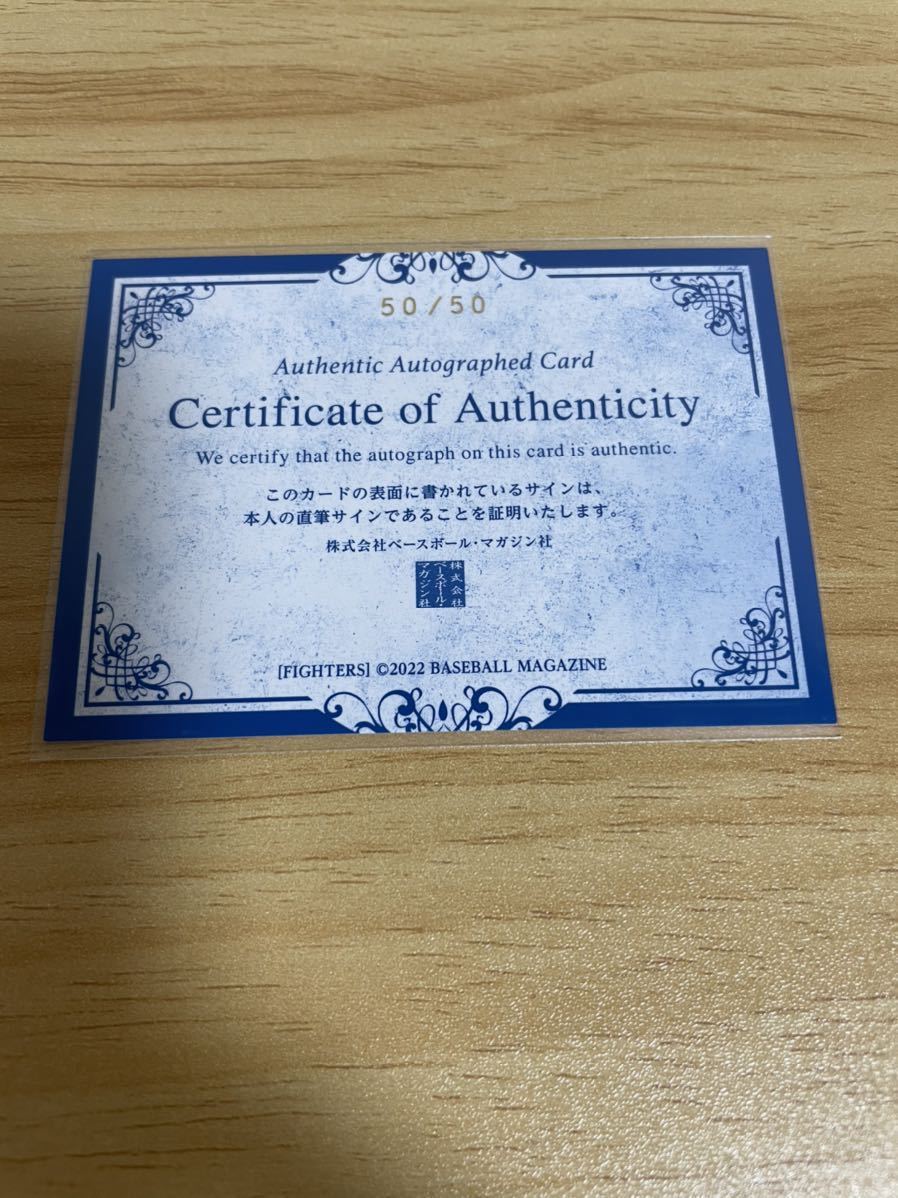 50/50
Authentic Autographed Card
Certificate of Authenticity
We certify that the autograph on this card is authentic.
このカードの表面に書かれているサインは、
本人の直筆サインであることを証明いたします。
株式会社ベースボール・マガジン社
株式会社
ベースボール・
マガジン社
[FIGHTERS] ©2022 BASEBALL MAGAZINE